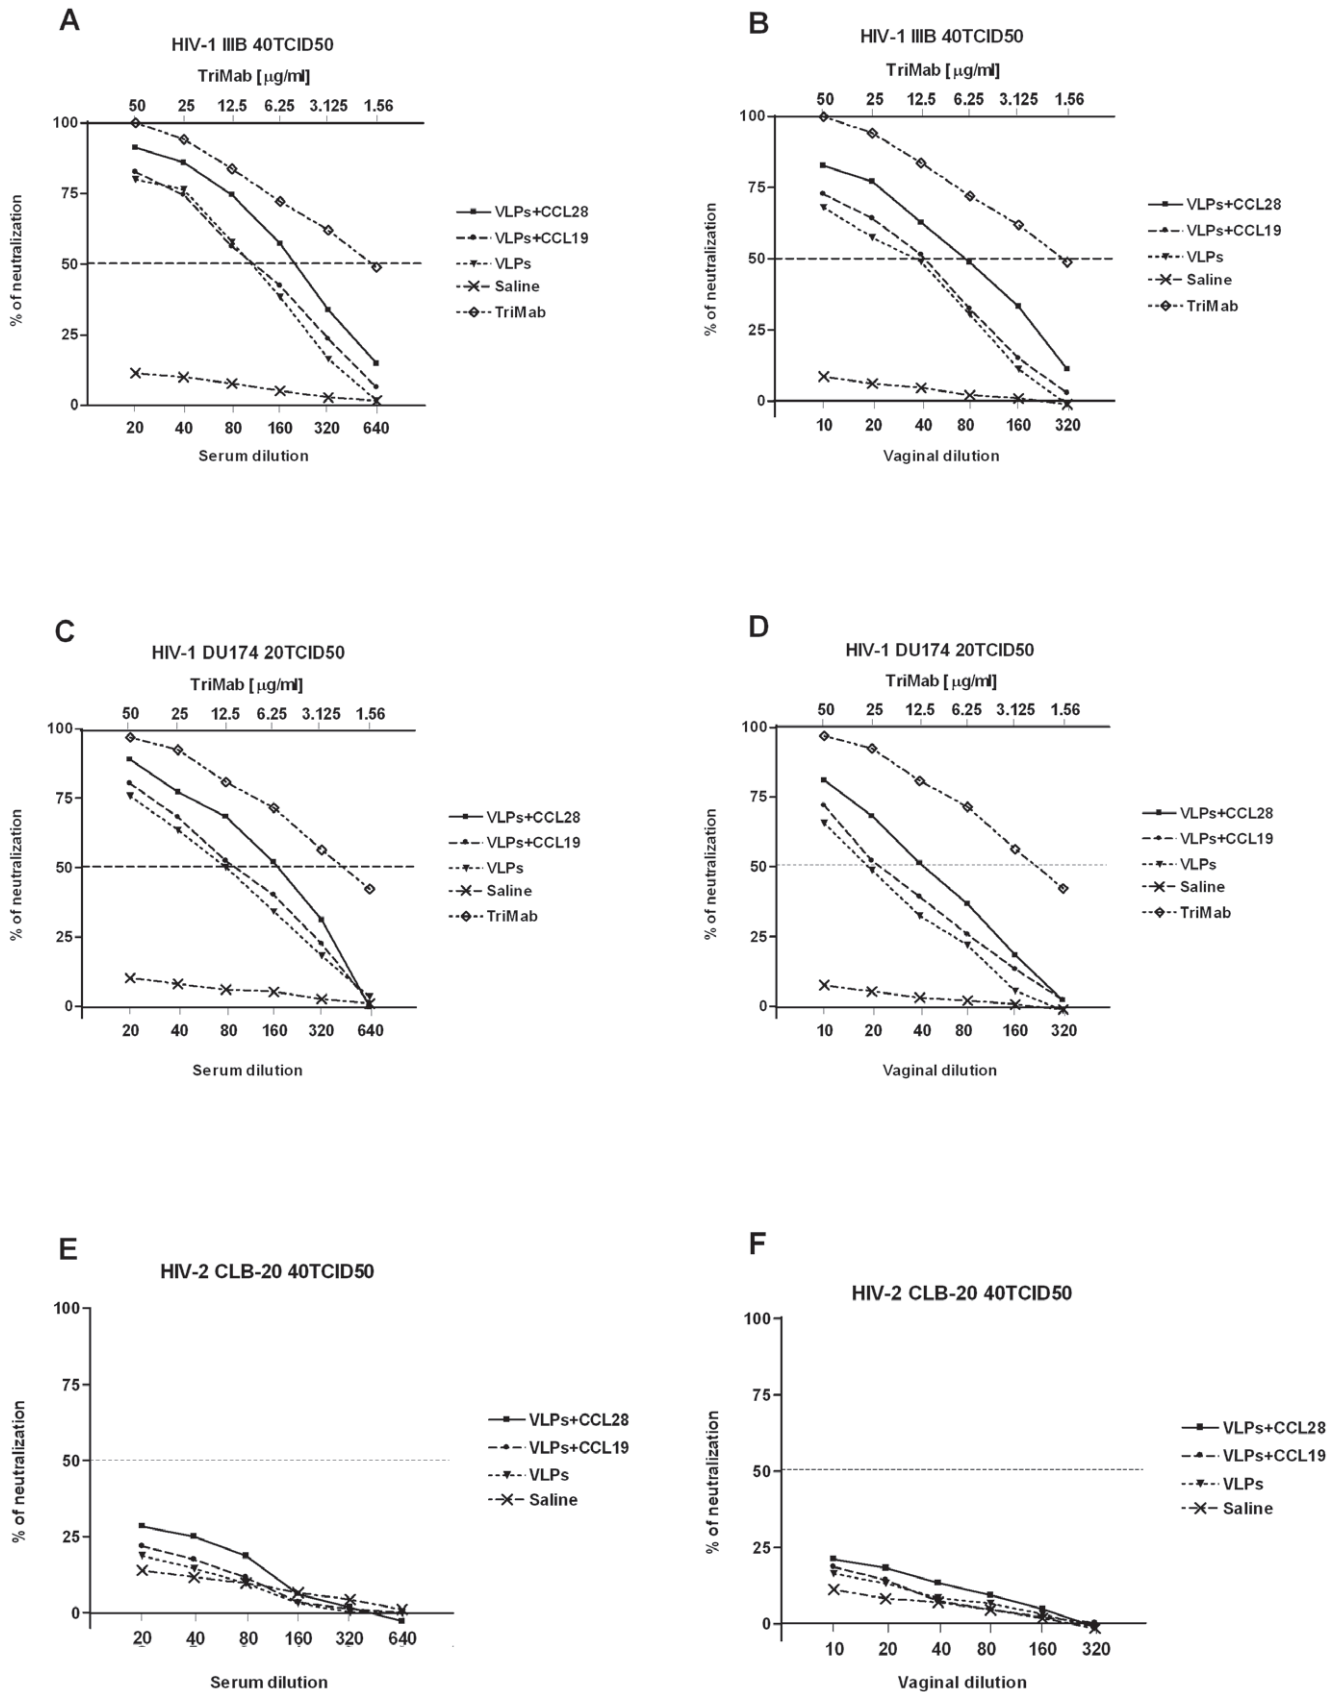 A
HIV-1 IIIB 40TCID50
TriMab [µg/ml]
50 25 12.5 6.25 3.125 1.56
100
75
50
25
0
% of neutralization
20 40 80 160 320 640
Serum dilution
VLPs+CCL28
VLPs+CCL19
VLPs
Saline
TriMab
B
HIV-1 IIIB 40TCID50
TriMab [µg/ml]
50 25 12.5 6.25 3.125 1.56
100
75
50
25
0
% of neutralization
10 20 40 80 160 320
Vaginal dilution
VLPs+CCL28
VLPs+CCL19
VLPs
Saline
TriMab
C
HIV-1 DU174 20TCID50
TriMab [µg/ml]
50 25 12.5 6.25 3.125 1.56
100
75
50
25
0
% of neutralization
20 40 80 160 320 640
Serum dilution
VLPs+CCL28
VLPs+CCL19
VLPs
Saline
TriMab
D
HIV-1 DU174 20TCID50
TriMab [µg/ml]
50 25 12.5 6.25 3.125 1.56
100
75
50
25
0
% of neutralization
10 20 40 80 160 320
Vaginal dilution
VLPs+CCL28
VLPs+CCL19
VLPs
Saline
TriMab
E
HIV-2 CLB-20 40TCID50
100
75
50
25
0
% of neutralization
20 40 80 160 320 640
Serum dilution
VLPs+CCL28
VLPs+CCL19
VLPs
Saline
F
HIV-2 CLB-20 40TCID50
100
75
50
25
0
% of neutralization
10 20 40 80 160 320
Vaginal dilution
VLPs+CCL28
VLPs+CCL19
VLPs
Saline